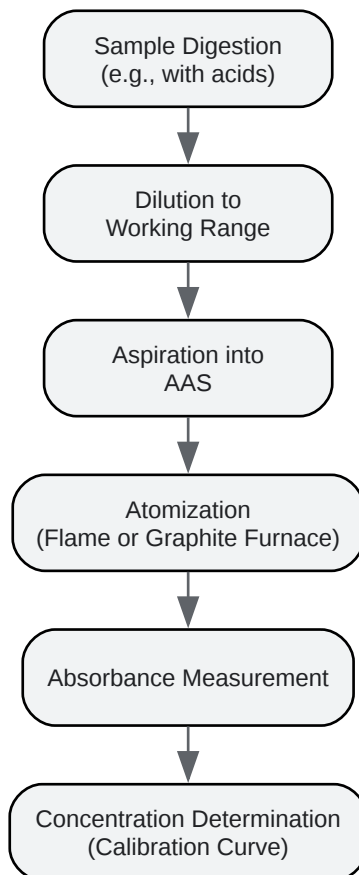 Sample Digestion
(e.g., with acids)
Dilution to
Working Range
Aspiration into
AAS
Atomization
(Flame or Graphite Furnace)
Absorbance Measurement
Concentration Determination
(Calibration Curve)